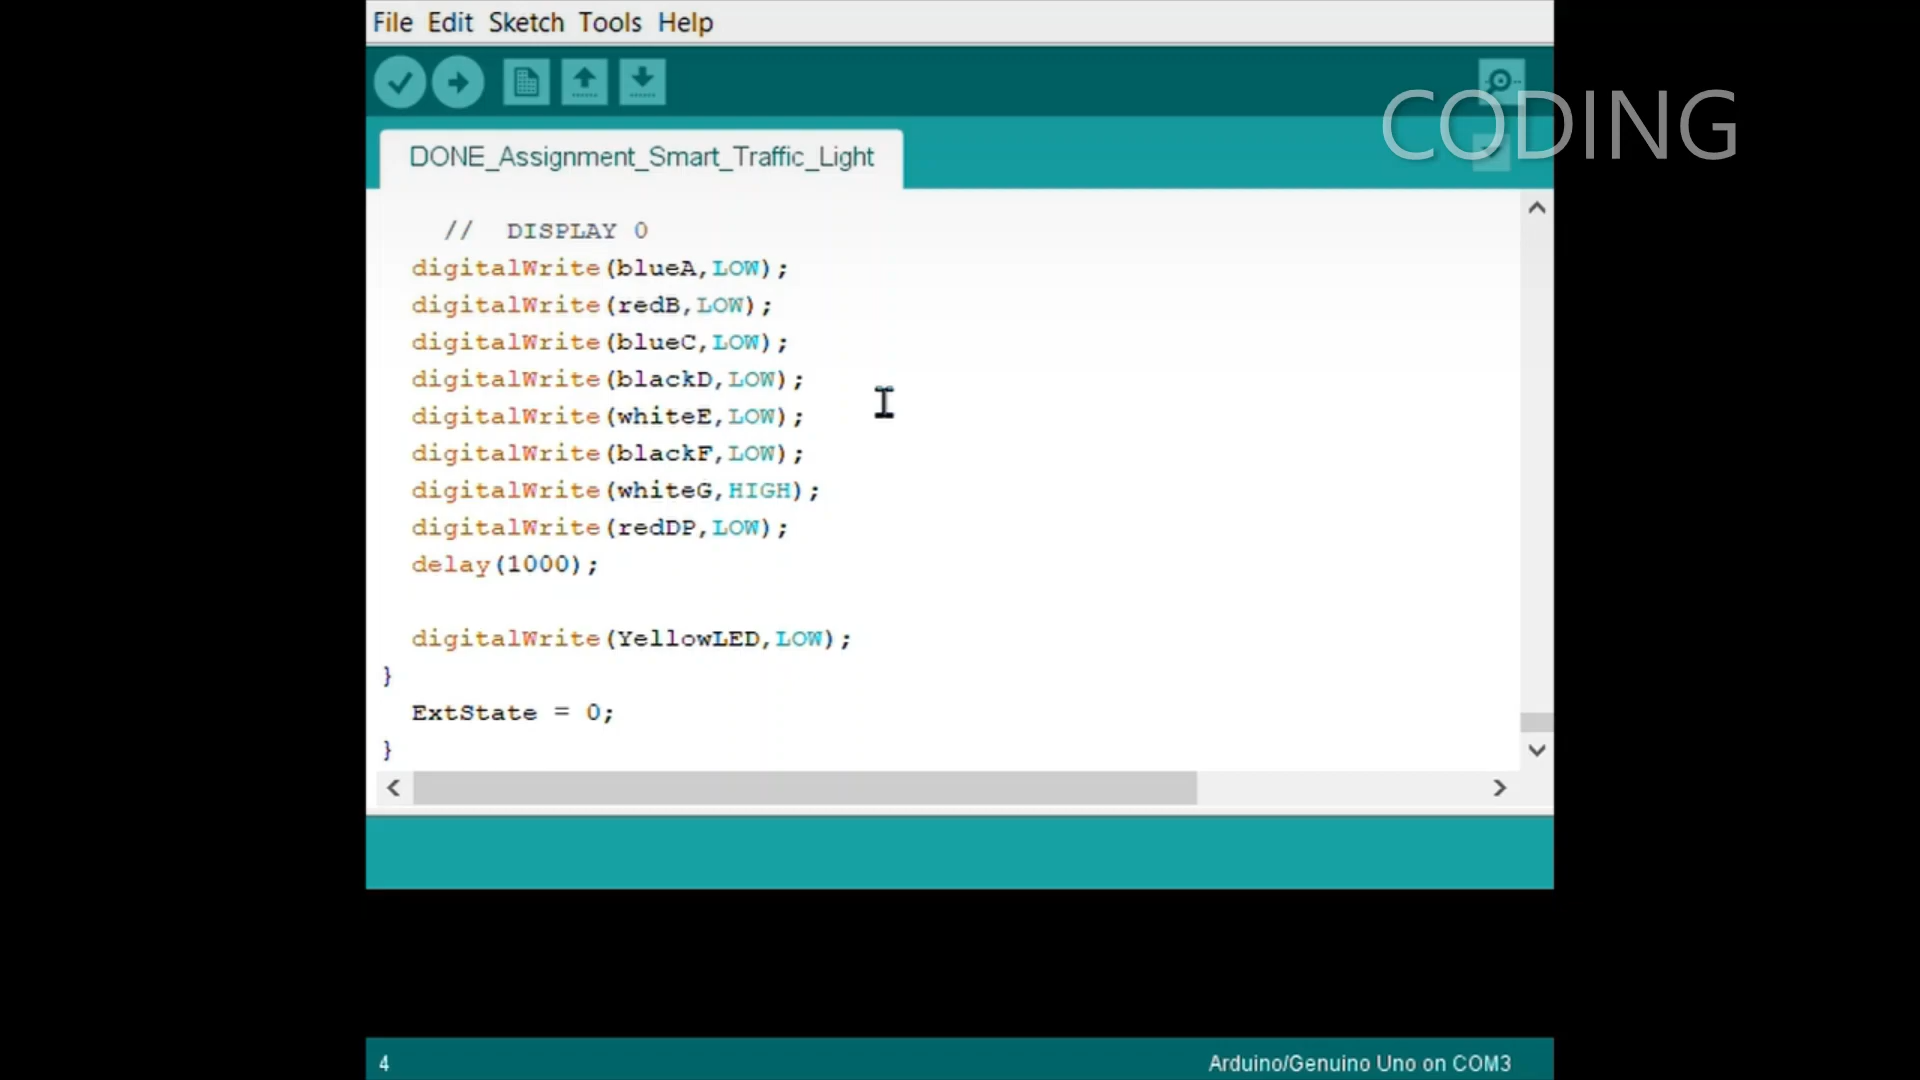 File Edit Sketch Tools Help
CODING
DONE_Assignment_Smart_Traffic_Light
// DISPLAY 0
digitalWrite(blueA,LOW);
digitalWrite(redB,LOW);
digitalWrite(blueC,LOW);
digitalWrite(blackD,LOW);
digitalWrite(whiteE,LOW);
digitalWrite(blackF,LOW);
digitalWrite(whiteG,HIGH);
digitalWrite(redDP,LOW);
delay(1000);
digitalWrite(YellowLED,LOW);
}
ExtState = 0;
}
4 Arduino/Genuino Uno on COM3